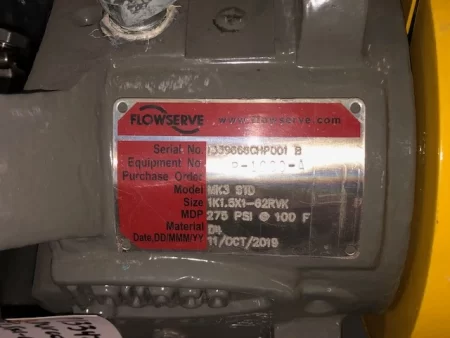 FLOWSERVE www.flowserve.com
Serial No. B
Equipment No.
Purchase Order
Model MK3 STD
Size 1K1.5X1-62RVK
MDP 275 PSI @ 100 F
Material D4
Date,DD/MMM/YY 11/OCT/2019